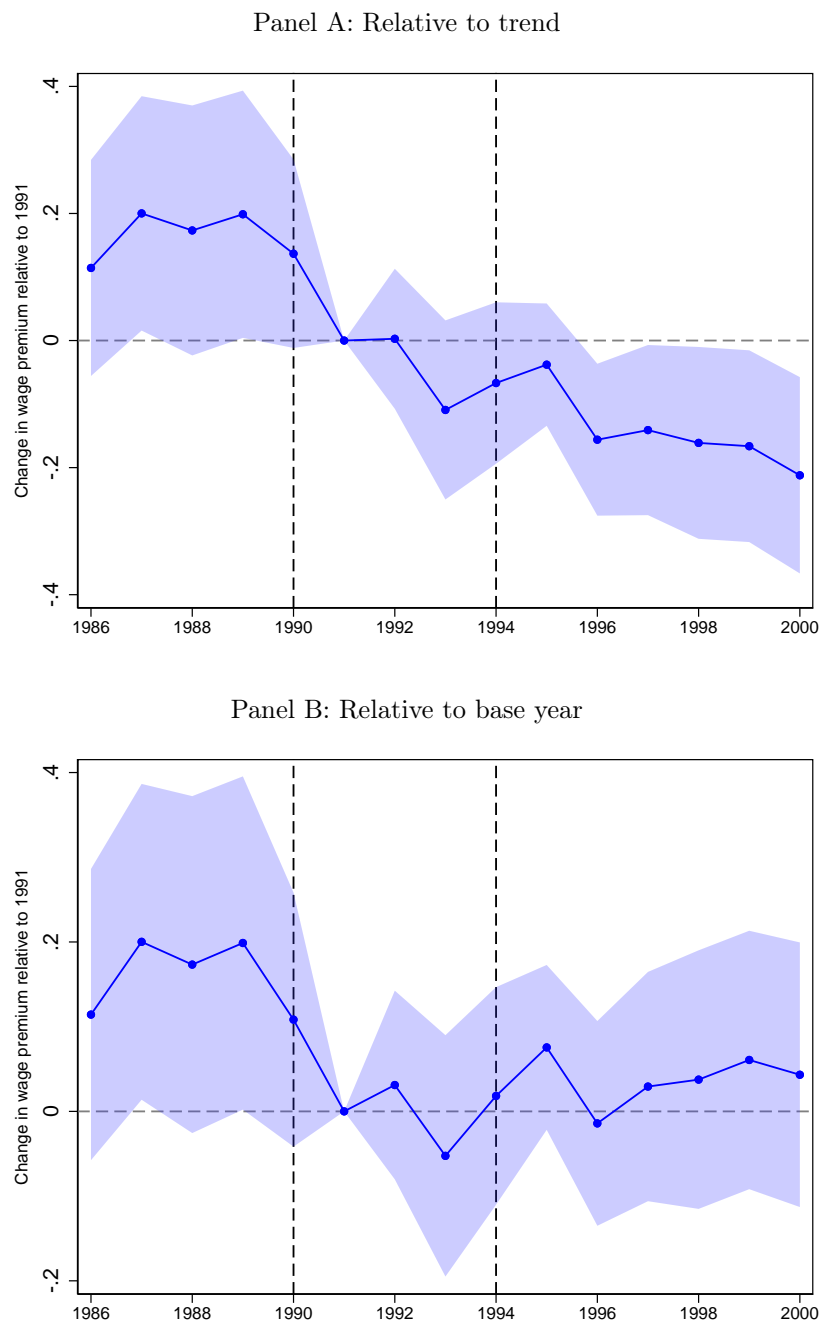 Panel A: Relative to trend
Change in wage premium relative to 1991
.4
.2
0
-.2
-.4
1986 1988 1990 1992 1994 1996 1998 2000
Panel B: Relative to base year
Change in wage premium relative to 1991
.4
.2
0
-.2
1986 1988 1990 1992 1994 1996 1998 2000